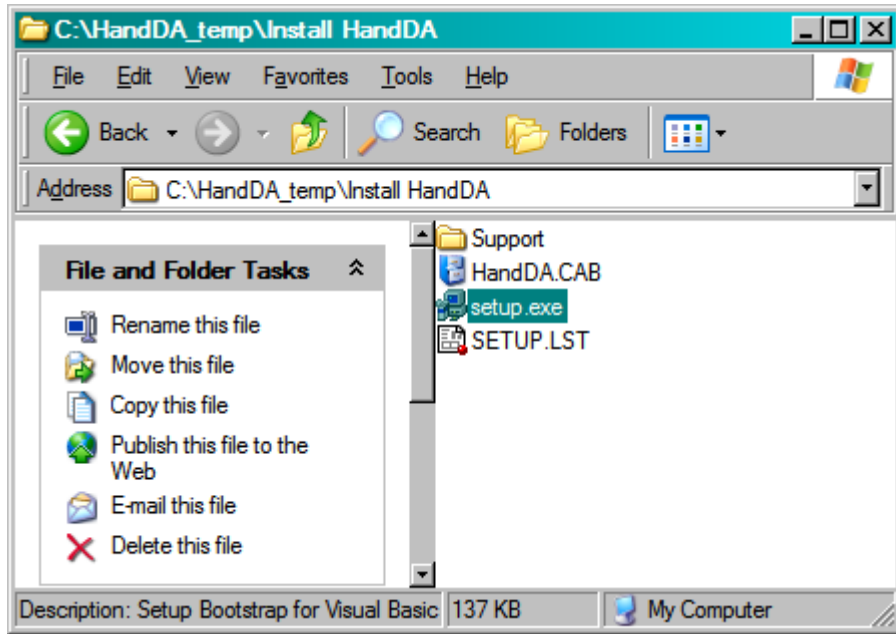 C:\HandDA_temp\Install HandDA
File Edit View Favorites Tools Help
Back Search Folders
Address C:\HandDA_temp\Install HandDA
File and Folder Tasks
Rename this file
Move this file
Copy this file
Publish this file to the
Web
E-mail this file
Delete this file
Support
HandDA.CAB
setup.exe
SETUP.LST
Description: Setup Bootstrap for Visual Basic 137 KB My Computer